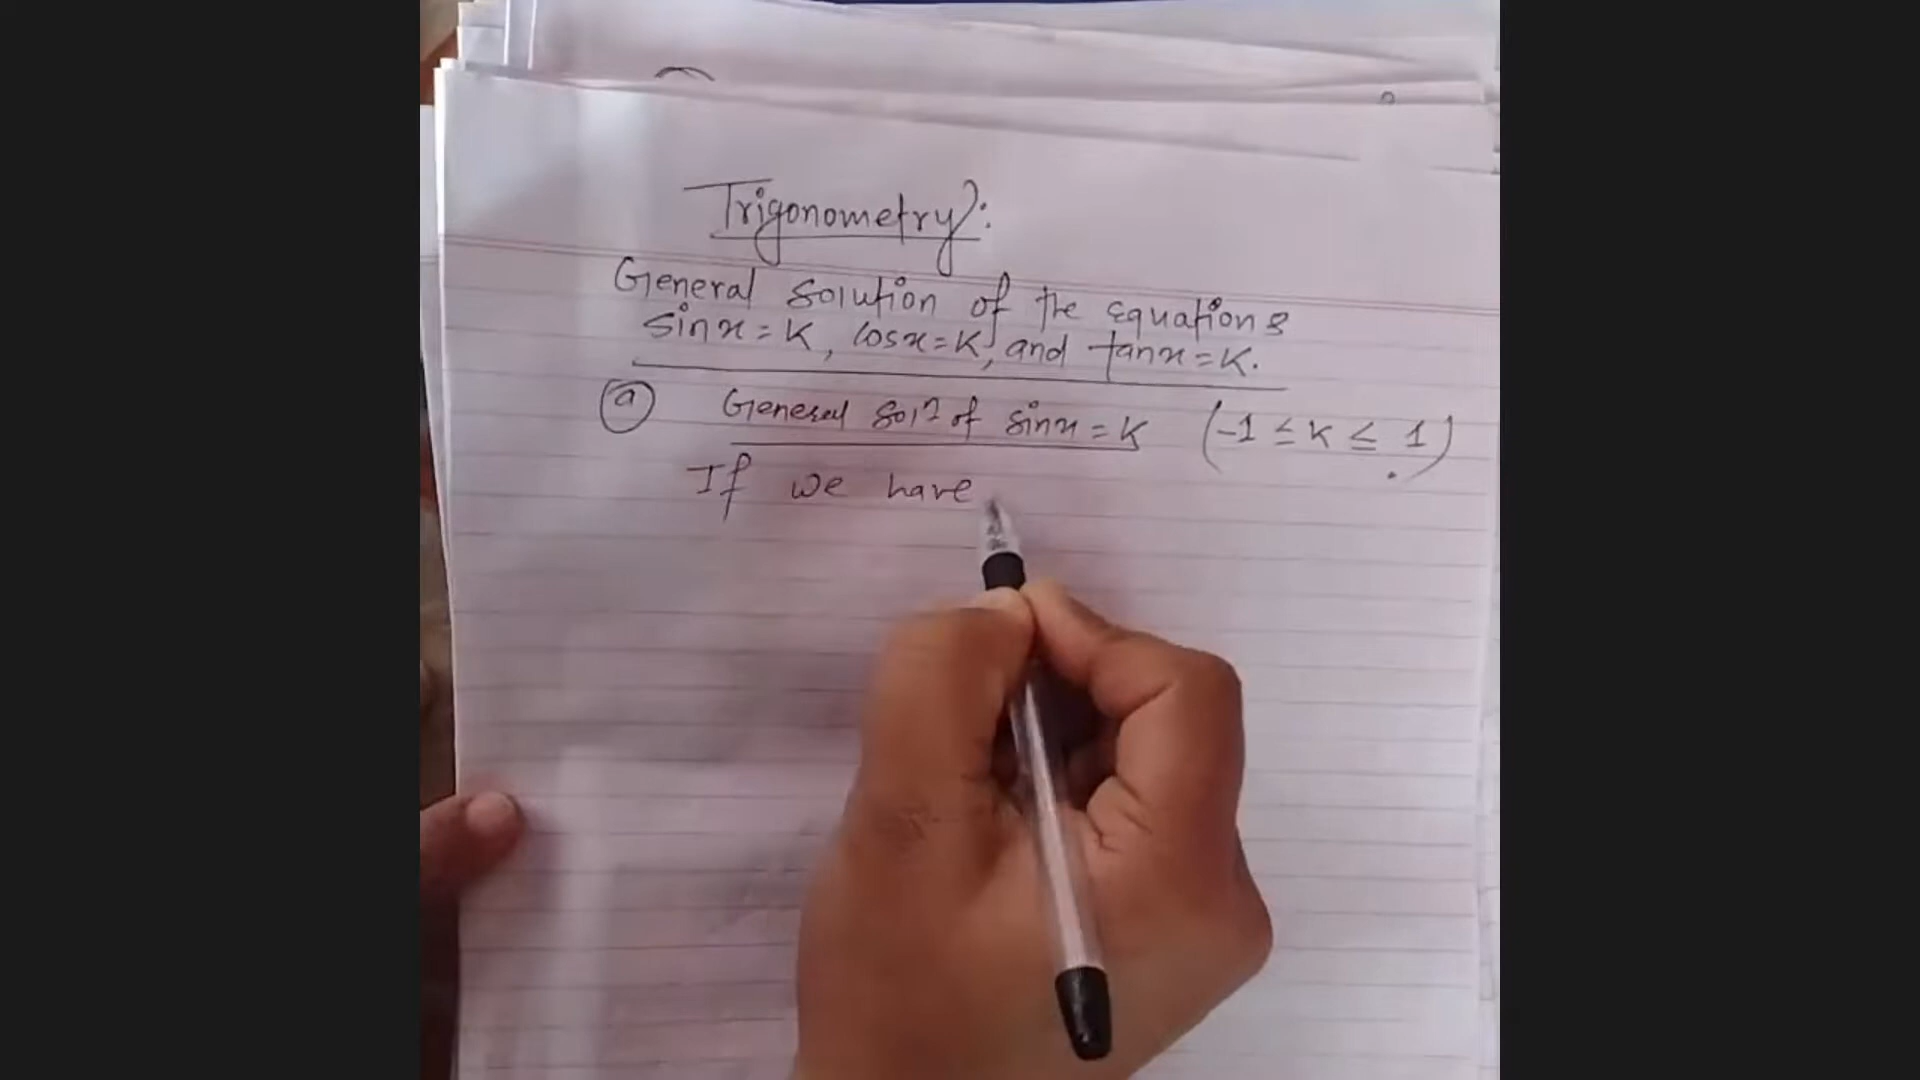 Trigonometry:
General solution of the equations
sinx = K, cosx = K, and tanx = K.
(a) General solⁿ of sinx = K (-1 ≤ K ≤ 1).
If we have